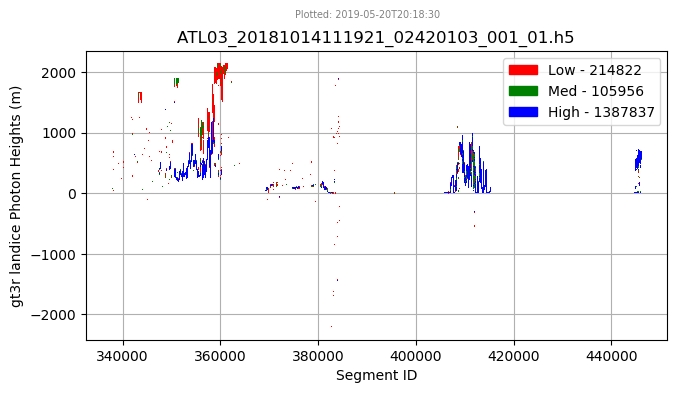 Plotted: 2019-05-20T20:18:30
ATL03_20181014111921_02420103_001_01.h5
Low - 214822
Med - 105956
High - 1387837
gt3r landice Photon Heights (m)
2000
1000
0
−1000
−2000
340000 360000 380000 400000 420000 440000
Segment ID